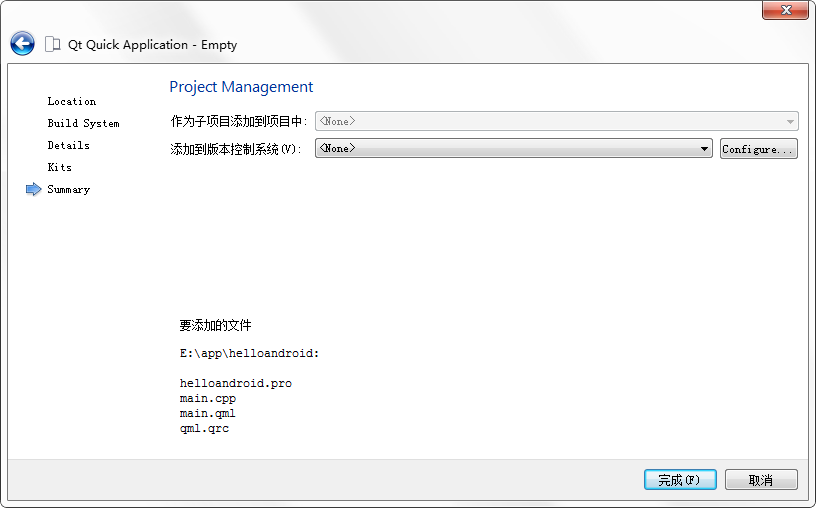 Qt Quick Application - Empty
Location
Build System
Details
Kits
Summary
Project Management
作为子项目添加到项目中: <None>
添加到版本控制系统(V): <None> Configure...
要添加的文件
E:\app\helloandroid:
helloandroid.pro
main.cpp
main.qml
qml.qrc
完成(F) 取消